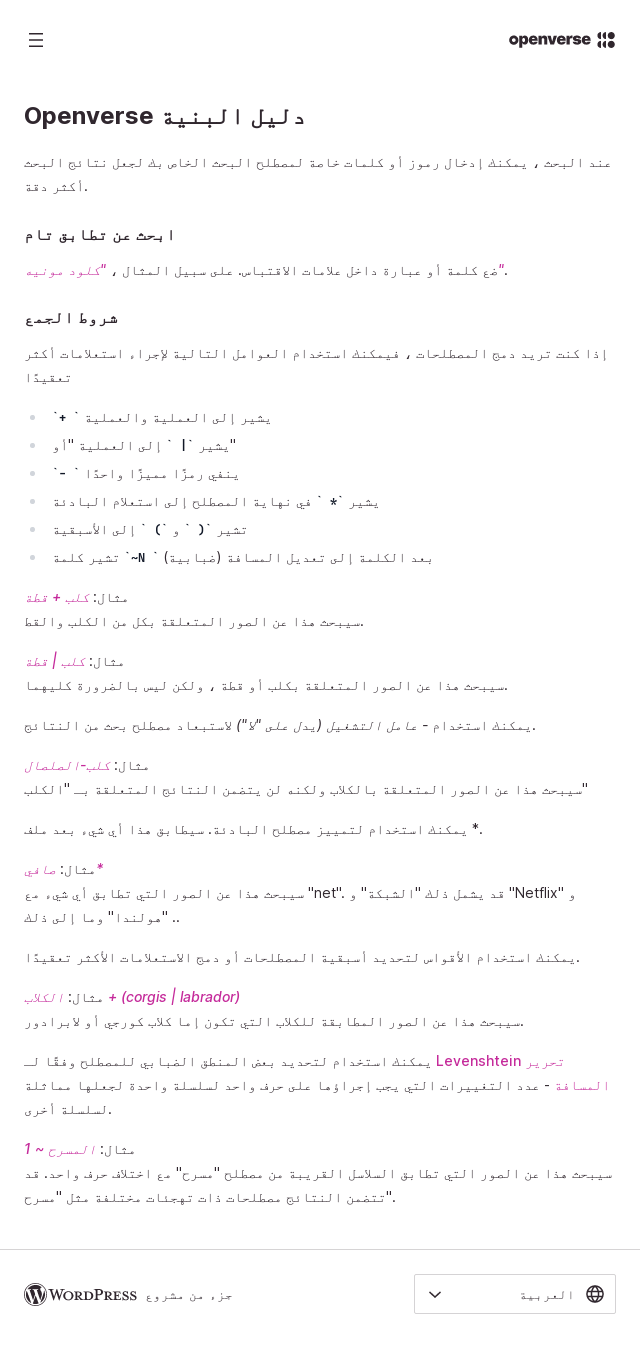 openverse
دليل البنية Openverse
عند البحث ، يمكنك إدخال رموز أو كلمات خاصة لمصطلح البحث الخاص بك لجعل نتائج البحث
أكثر دقة.
ابحث عن تطابق تام
ضع كلمة أو عبارة داخل علامات الاقتباس. على سبيل المثال ، "كلود مونيه".
شروط الجمع
إذا كنت تريد دمج المصطلحات ، فيمكنك استخدام العوامل التالية لإجراء استعلامات أكثر
تعقيدًا
`+ ` يشير إلى العملية والعملية
يشير `| ` إلى العملية "أو"
`- ` ينفي رمزًا مميزًا واحدًا
يشير `* ` في نهاية المصطلح إلى استعلام البادئة
تشير `( ` و `) ` إلى الأسبقية
تشير كلمة `~N ` بعد الكلمة إلى تعديل المسافة (ضبابية)
مثال: كلب + قطة
سيبحث هذا عن الصور المتعلقة بكل من الكلب والقط.
مثال: كلب | قطة
سيبحث هذا عن الصور المتعلقة بكلب أو قطة ، ولكن ليس بالضرورة كليهما.
يمكنك استخدام - عامل التشغيل (يدل على "لا") لاستبعاد مصطلح بحث من النتائج.
مثال: كلب-الصلصال
سيبحث هذا عن الصور المتعلقة بالكلاب ولكنه لن يتضمن النتائج المتعلقة بـ "الكلب"
يمكنك استخدام لتمييز مصطلح البادئة. سيطابق هذا أي شيء بعد ملف *.
مثال: صافي*
سيبحث هذا عن الصور التي تطابق أي شيء مع "net". قد يشمل ذلك "الشبكة" و "Netflix" و
"هولندا" وما إلى ذلك ..
يمكنك استخدام الأقواس لتحديد أسبقية المصطلحات أو دمج الاستعلامات الأكثر تعقيدًا.
مثال: الكلاب + (corgis | labrador)
سيبحث هذا عن الصور المطابقة للكلاب التي تكون إما كلاب كورجي أو لابرادور.
يمكنك استخدام لتحديد بعض المنطق الضبابي للمصطلح وفقًا لـ Levenshtein تحرير
المسافة - عدد التغييرات التي يجب إجراؤها على حرف واحد لسلسلة واحدة لجعلها مماثلة
لسلسلة أخرى.
مثال: المسرح ~ 1
سيبحث هذا عن الصور التي تطابق السلاسل القريبة من مصطلح "مسرح" مع اختلاف حرف واحد. قد
تتضمن النتائج مصطلحات ذات تهجئات مختلفة مثل "مسرح".
العربية
جزء من مشروع WORDPRESS